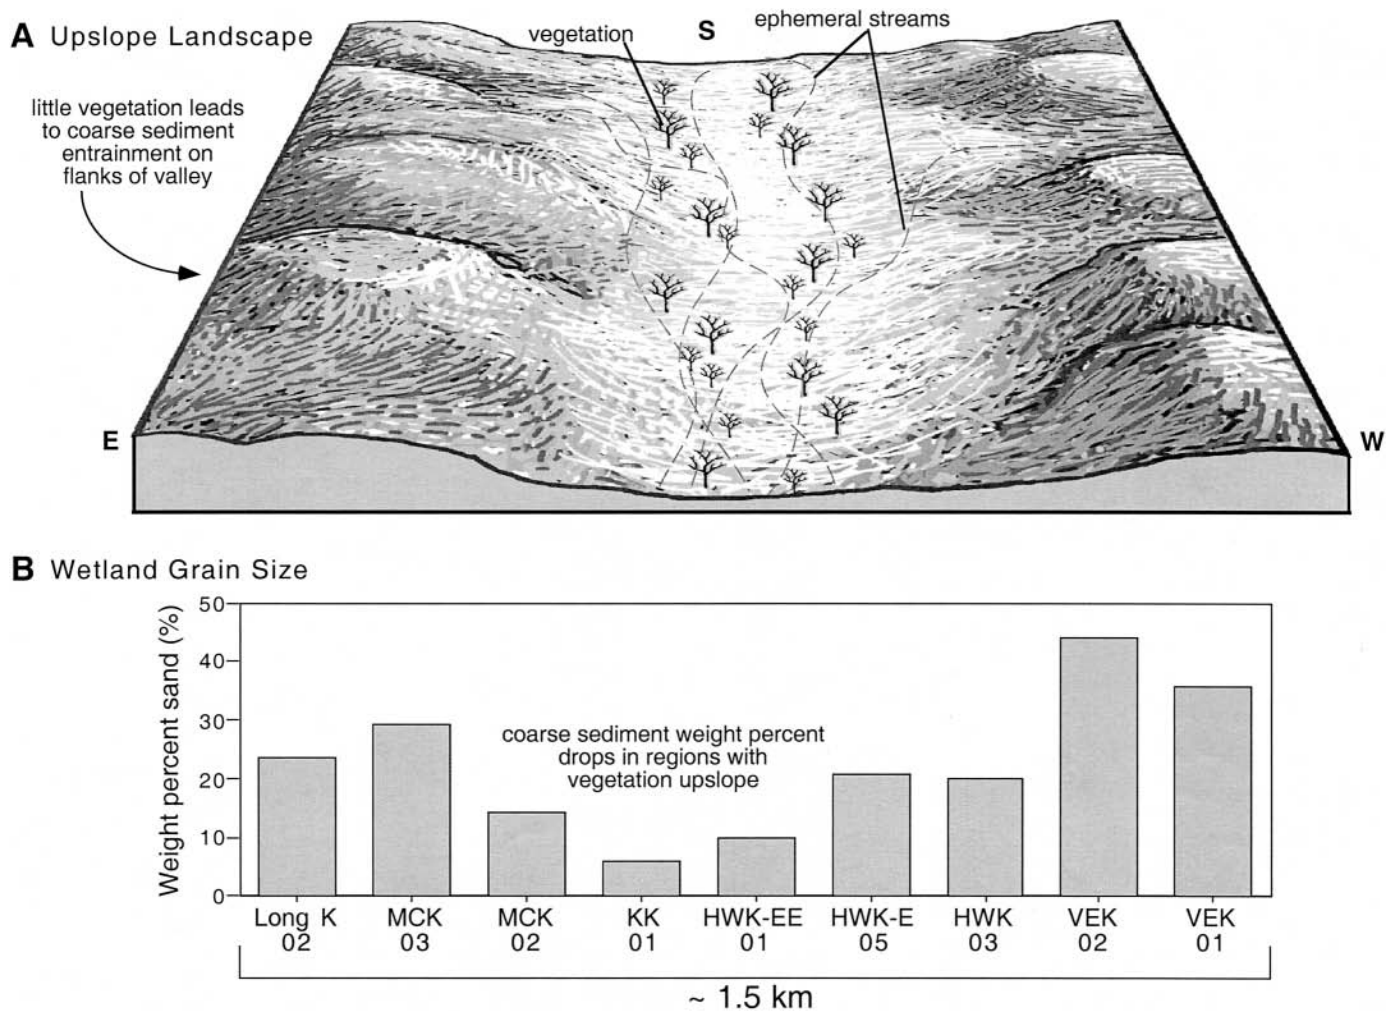 A Upslope Landscape
vegetation
S
ephemeral streams
little vegetation leads
to coarse sediment
entrainment on
flanks of valley
E
W
B Wetland Grain Size
Weight percent sand (%)
50
40
30
20
10
0
coarse sediment weight percent
drops in regions with
vegetation upslope
Long K
02
MCK
03
MCK
02
KK
01
HWK-EE
01
HWK-E
05
HWK
03
VEK
02
VEK
01
~ 1.5 km